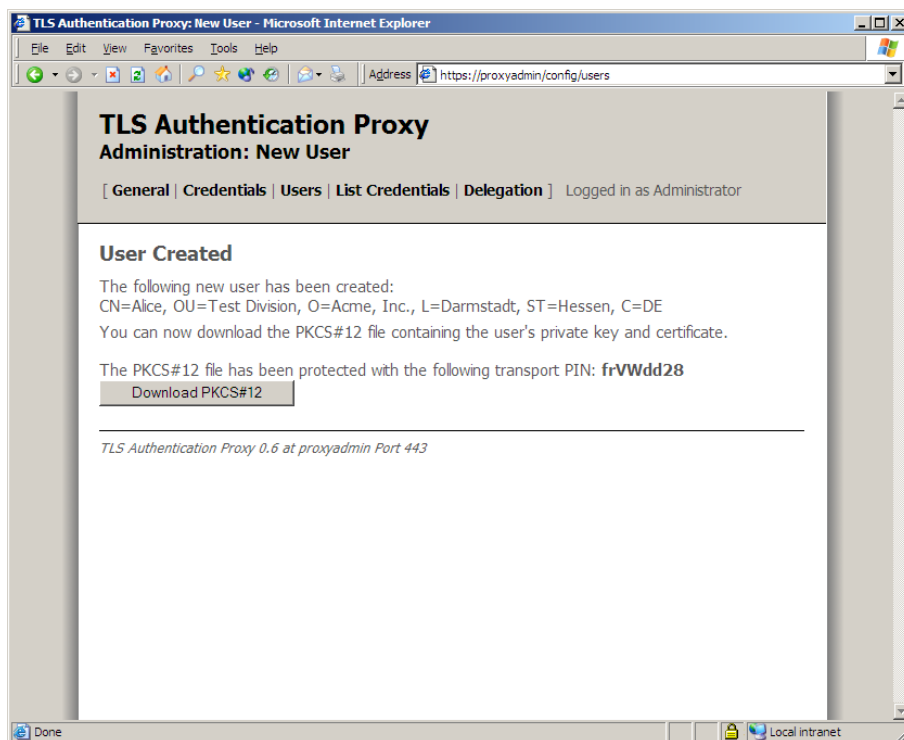 TLS Authentication Proxy: New User - Microsoft Internet Explorer
File Edit View Favorites Tools Help
Address https://proxyadmin/config/users
TLS Authentication Proxy
Administration: New User
[ General | Credentials | Users | List Credentials | Delegation ] Logged in as Administrator
User Created
The following new user has been created:
CN=Alice, OU=Test Division, O=Acme, Inc., L=Darmstadt, ST=Hessen, C=DE
You can now download the PKCS#12 file containing the user's private key and certificate.
The PKCS#12 file has been protected with the following transport PIN: frVWdd28
Download PKCS#12
TLS Authentication Proxy 0.6 at proxyadmin Port 443
Done Local intranet